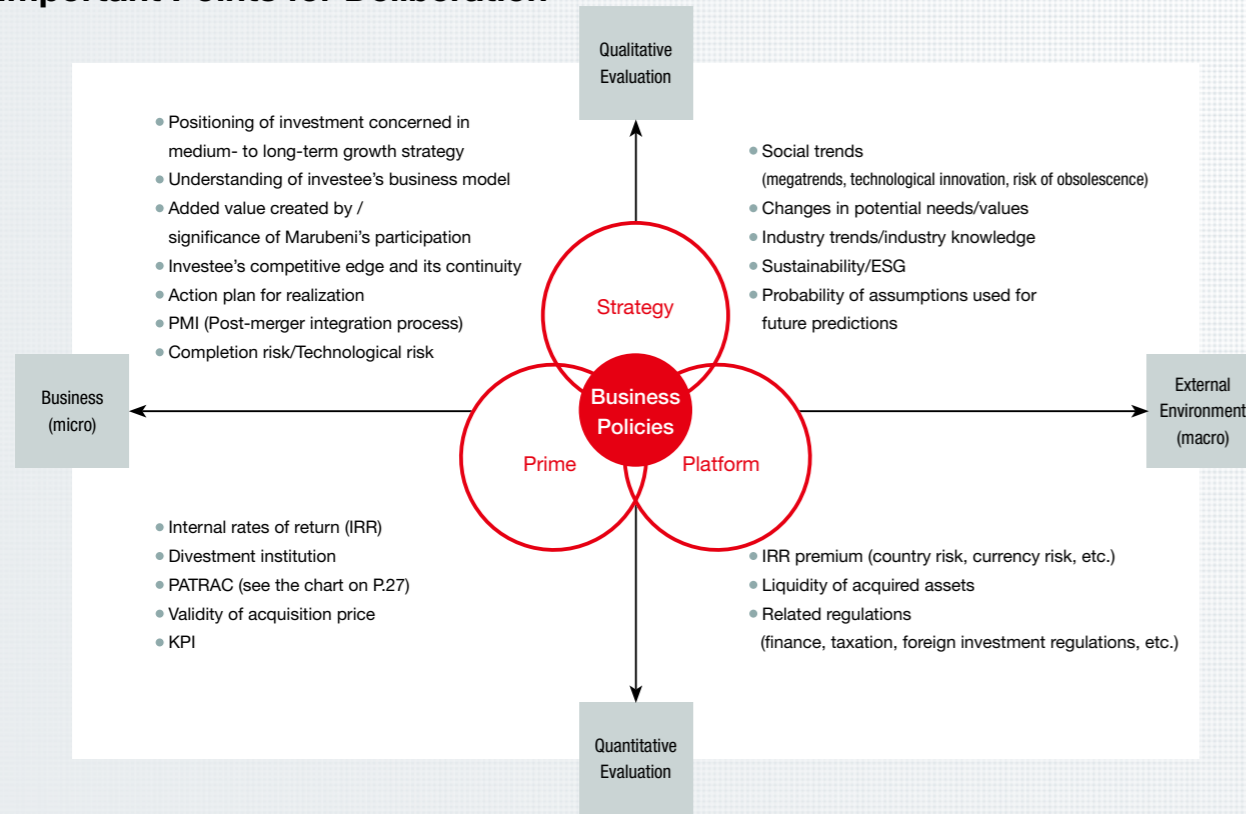 Important Points for Deliberation
Qualitative
Evaluation
• Positioning of investment concerned in
medium- to long-term growth strategy
• Understanding of investee's business model
• Added value created by /
significance of Marubeni's participation
• Investee's competitive edge and its continuity
• Action plan for realization
• PMI (Post-merger integration process)
• Completion risk/Technological risk
• Social trends
(megatrends, technological innovation, risk of obsolescence)
• Changes in potential needs/values
• Industry trends/industry knowledge
• Sustainability/ESG
• Probability of assumptions used for
future predictions
Strategy
Business
(micro)
Business
Policies
External
Environment
(macro)
Prime
Platform
• Internal rates of return (IRR)
• Divestment institution
• PATRAC (see the chart on P.27)
• Validity of acquisition price
• KPI
• IRR premium (country risk, currency risk, etc.)
• Liquidity of acquired assets
• Related regulations
(finance, taxation, foreign investment regulations, etc.)
Quantitative
Evaluation